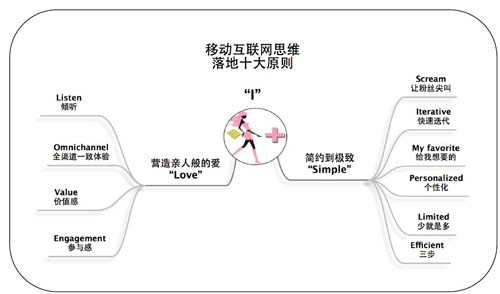 移动互联网思维
落地十大原则
“I”
Listen
倾听
Omnichannel
全渠道一致体验
Value
价值感
Engagement
参与感
营造亲人般的爱
“Love”
简约到极致
“Simple”
Scream
让粉丝尖叫
Iterative
快速迭代
My favorite
给我想要的
Personalized
个性化
Limited
少就是多
Efficient
三步